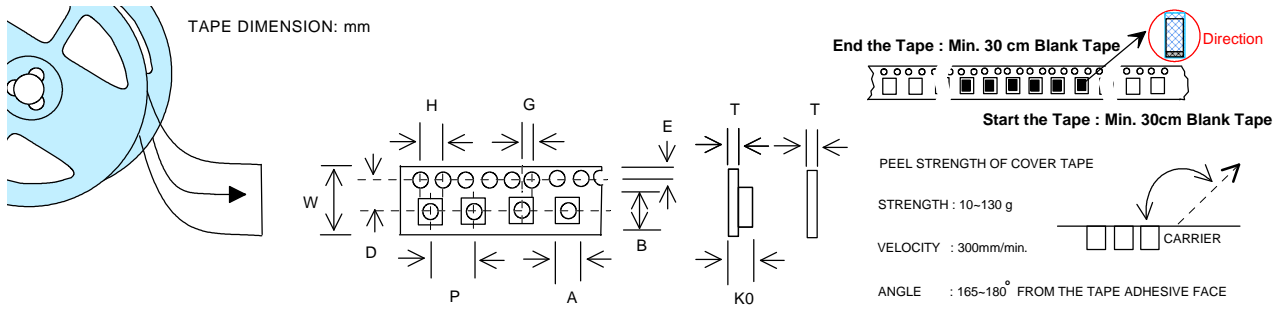 TAPE DIMENSION: mm
End the Tape : Min. 30 cm Blank Tape
Direction
Start the Tape : Min. 30cm Blank Tape
H
G
E
T
T
W
D
B
P
A
K0
PEEL STRENGTH OF COVER TAPE
STRENGTH : 10~130 g
VELOCITY : 300mm/min.
CARRIER
ANGLE : 165~180° FROM THE TAPE ADHESIVE FACE